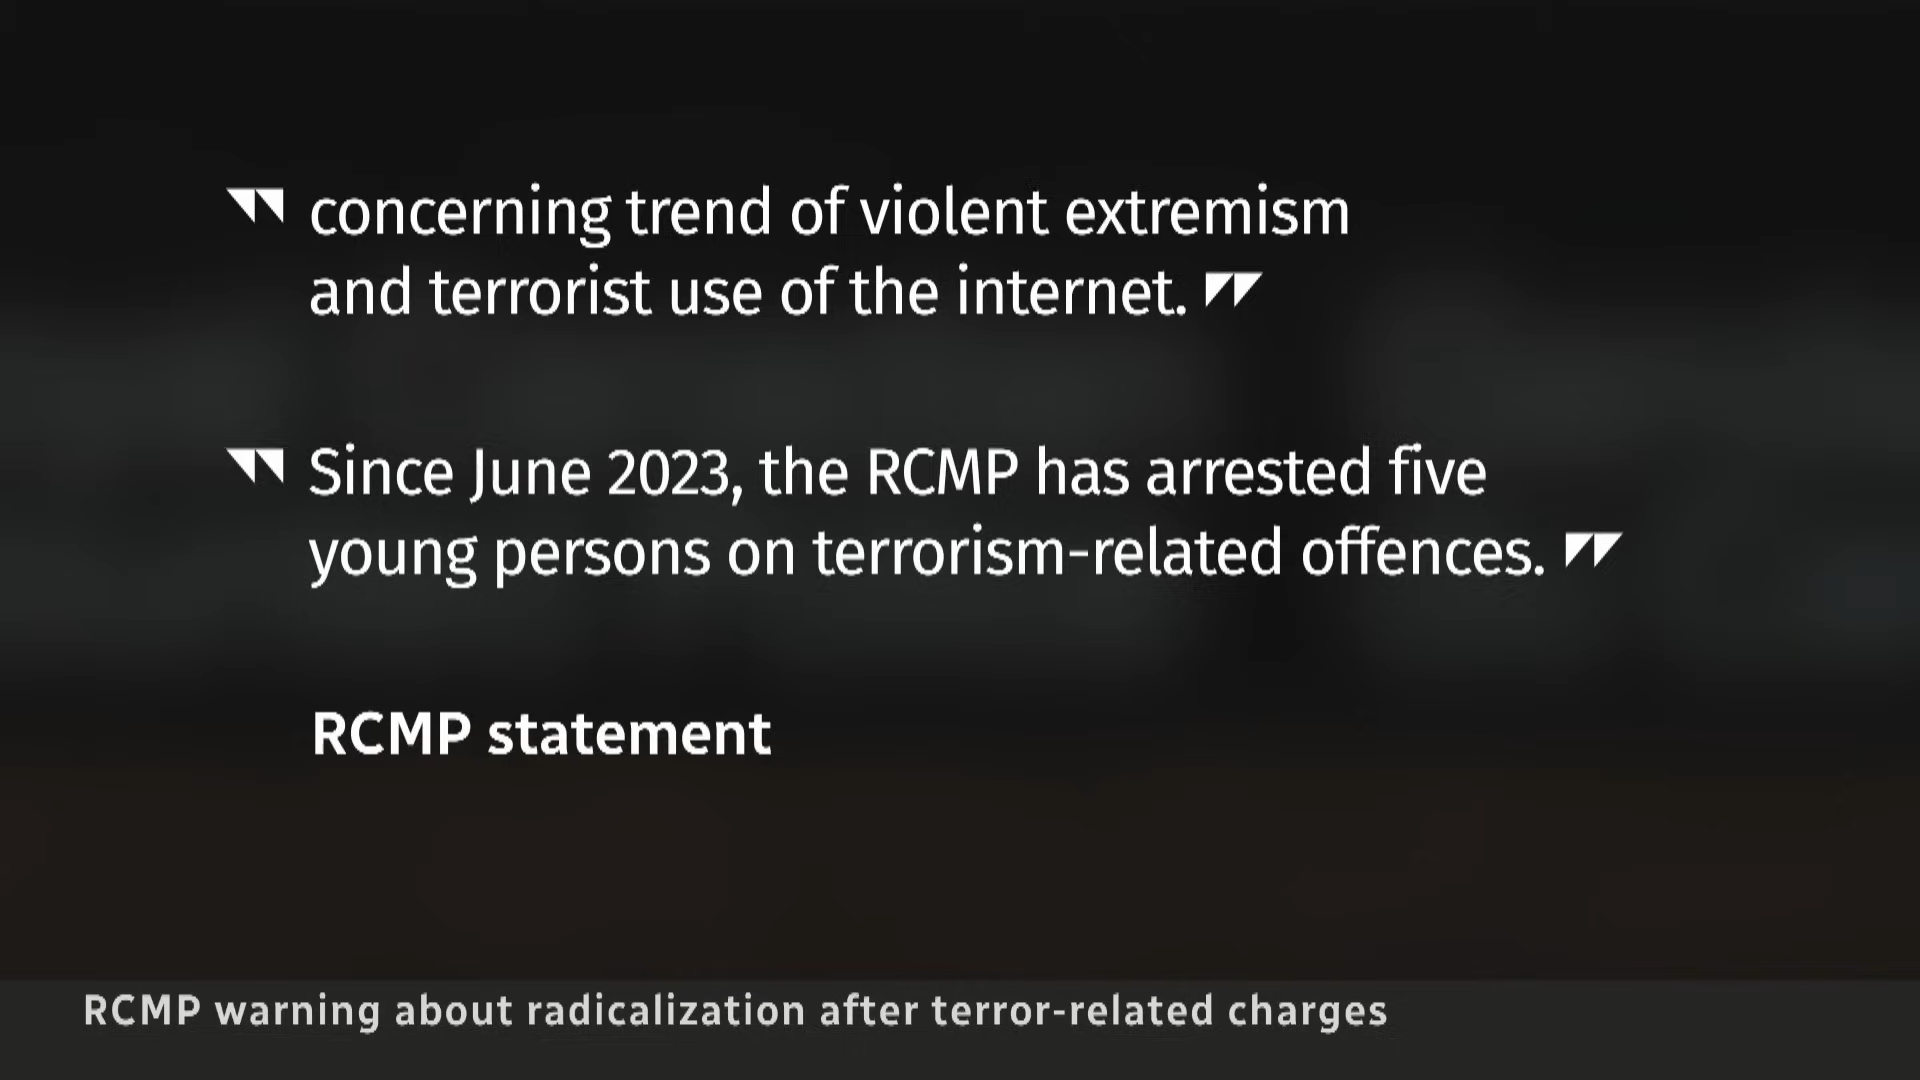 "concerning trend of violent extremism
and terrorist use of the internet."
"Since June 2023, the RCMP has arrested five
young persons on terrorism-related offences."
RCMP statement
RCMP warning about radicalization after terror-related charges